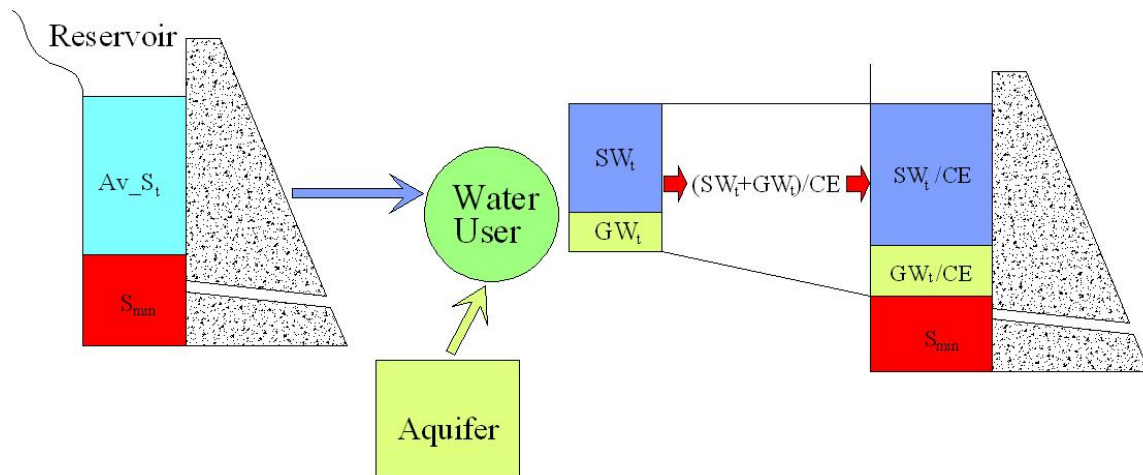 Reservoir
Av_Sₜ
Sₘᵢₙ
Water
User
Aquifer
SWₜ
GWₜ
(SWₜ+GWₜ)/CE
SWₜ/CE
GWₜ/CE
Sₘᵢₙ